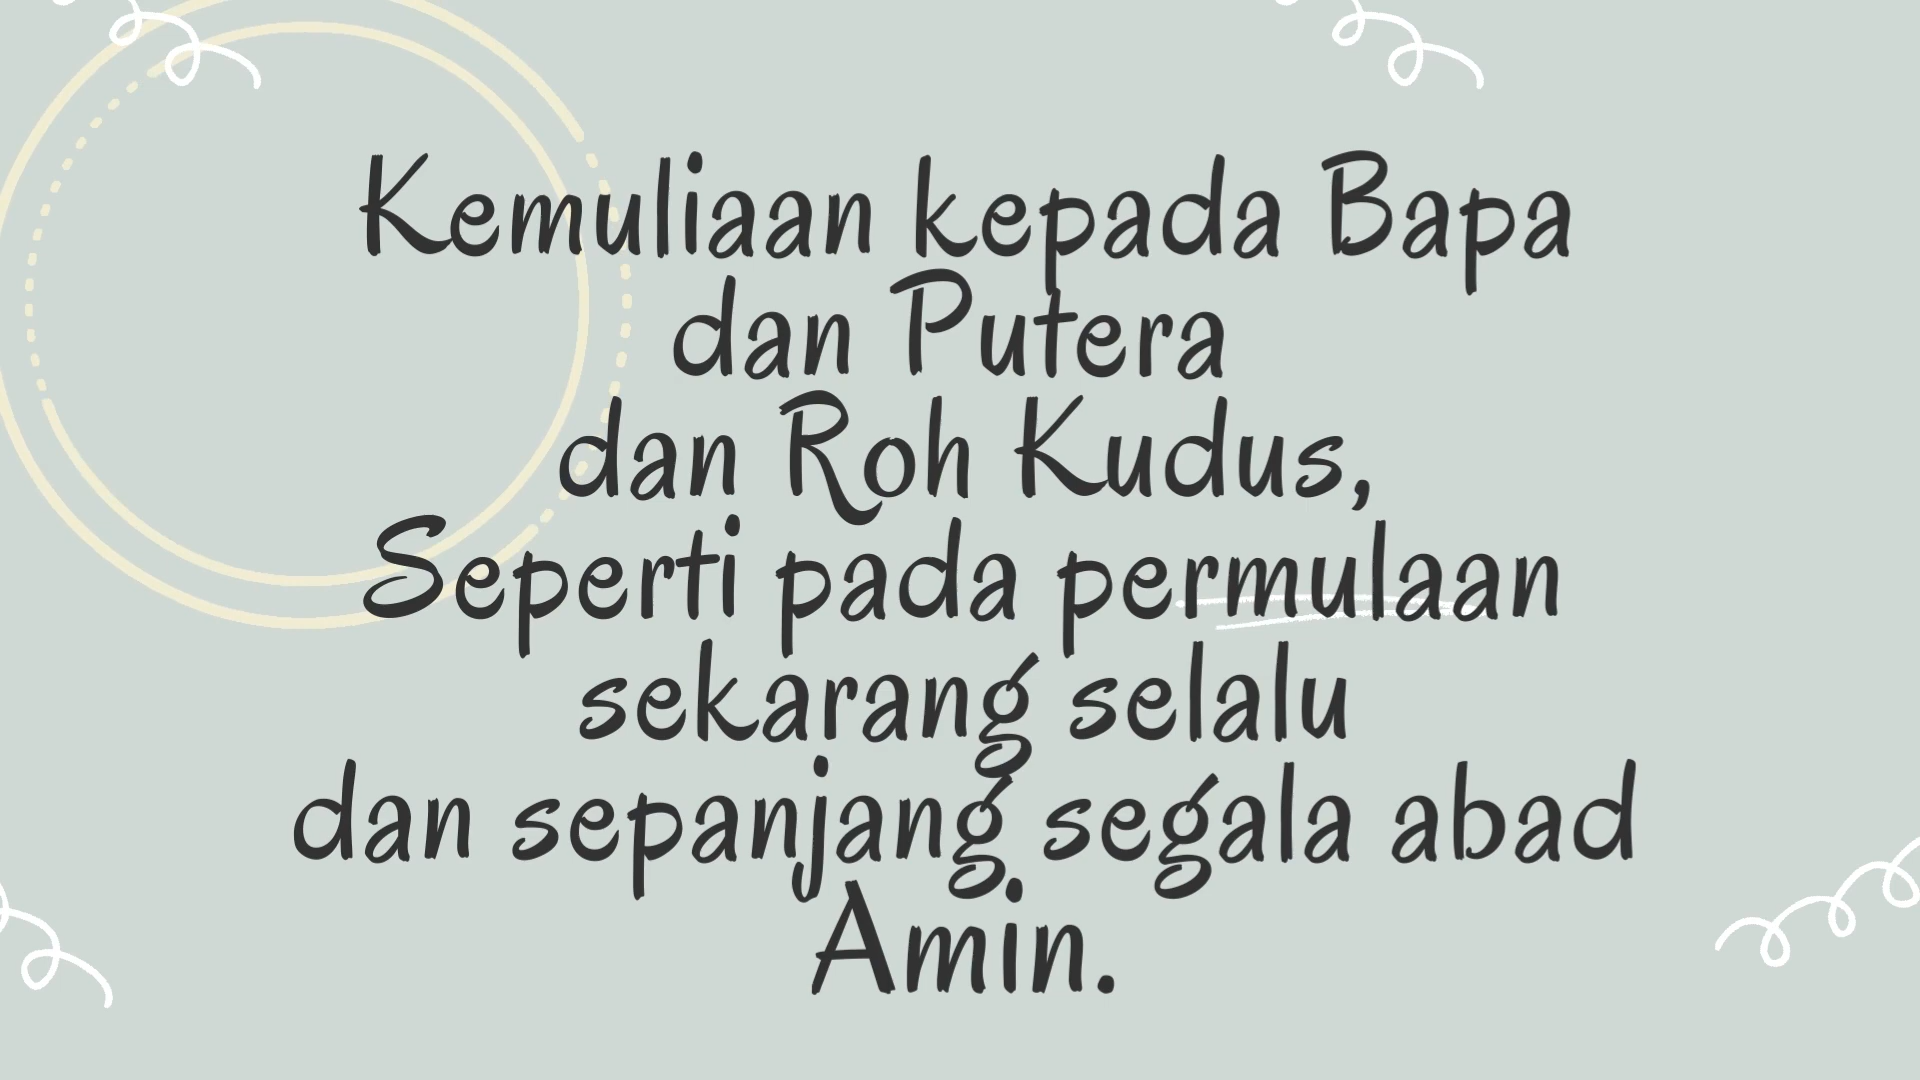 Kemuliaan kepada Bapa
dan Putera
dan Roh Kudus,
Seperti pada permulaan
sekarang selalu
dan sepanjang segala abad
Amin.